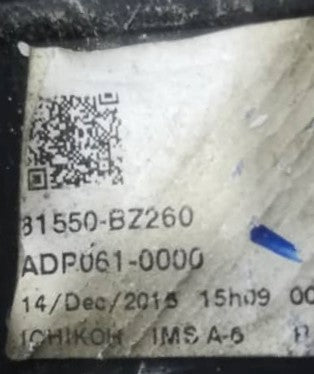 81550-BZ260
ADP061-0000
14/Dec/2015 15h09 00
ICHIKOH IMS A-6